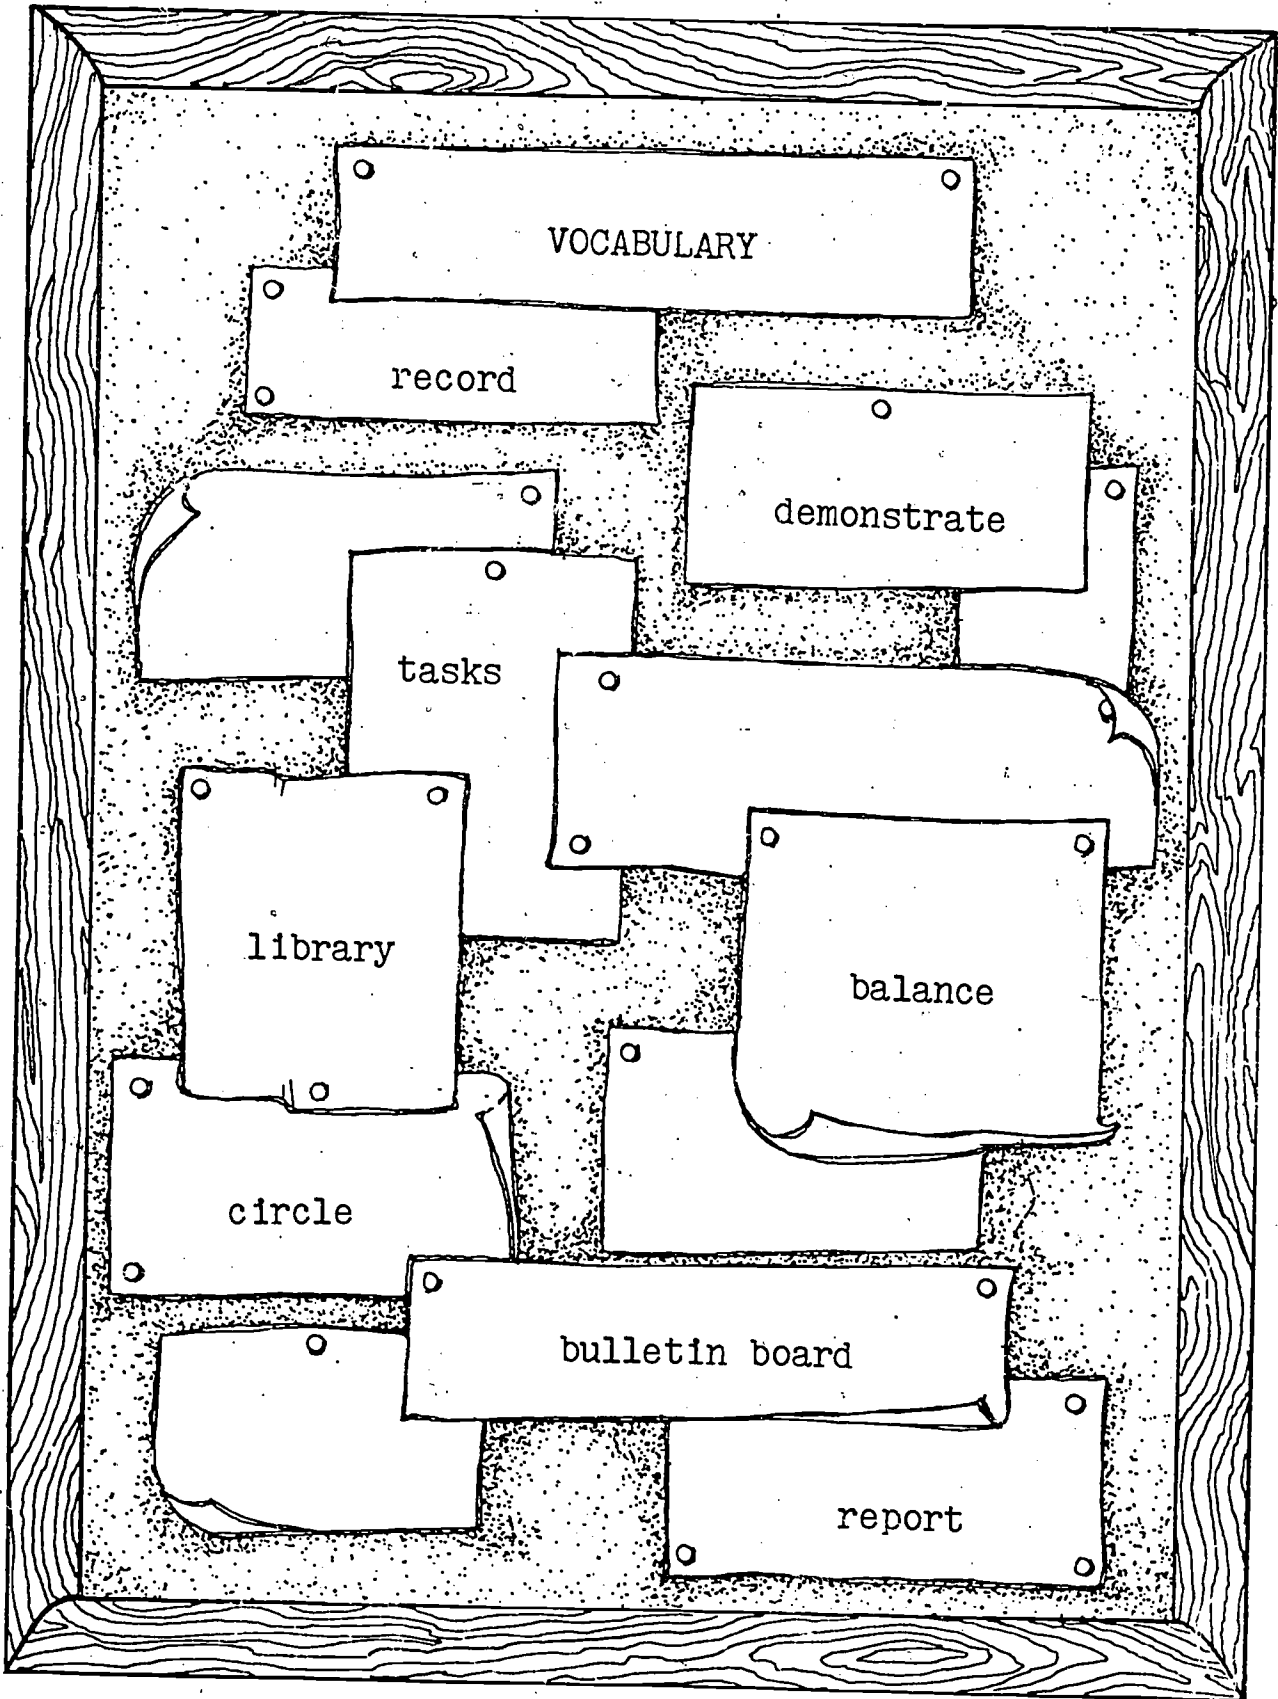 VOCABULARY
record
demonstrate
tasks
library
balance
circle
bulletin board
report